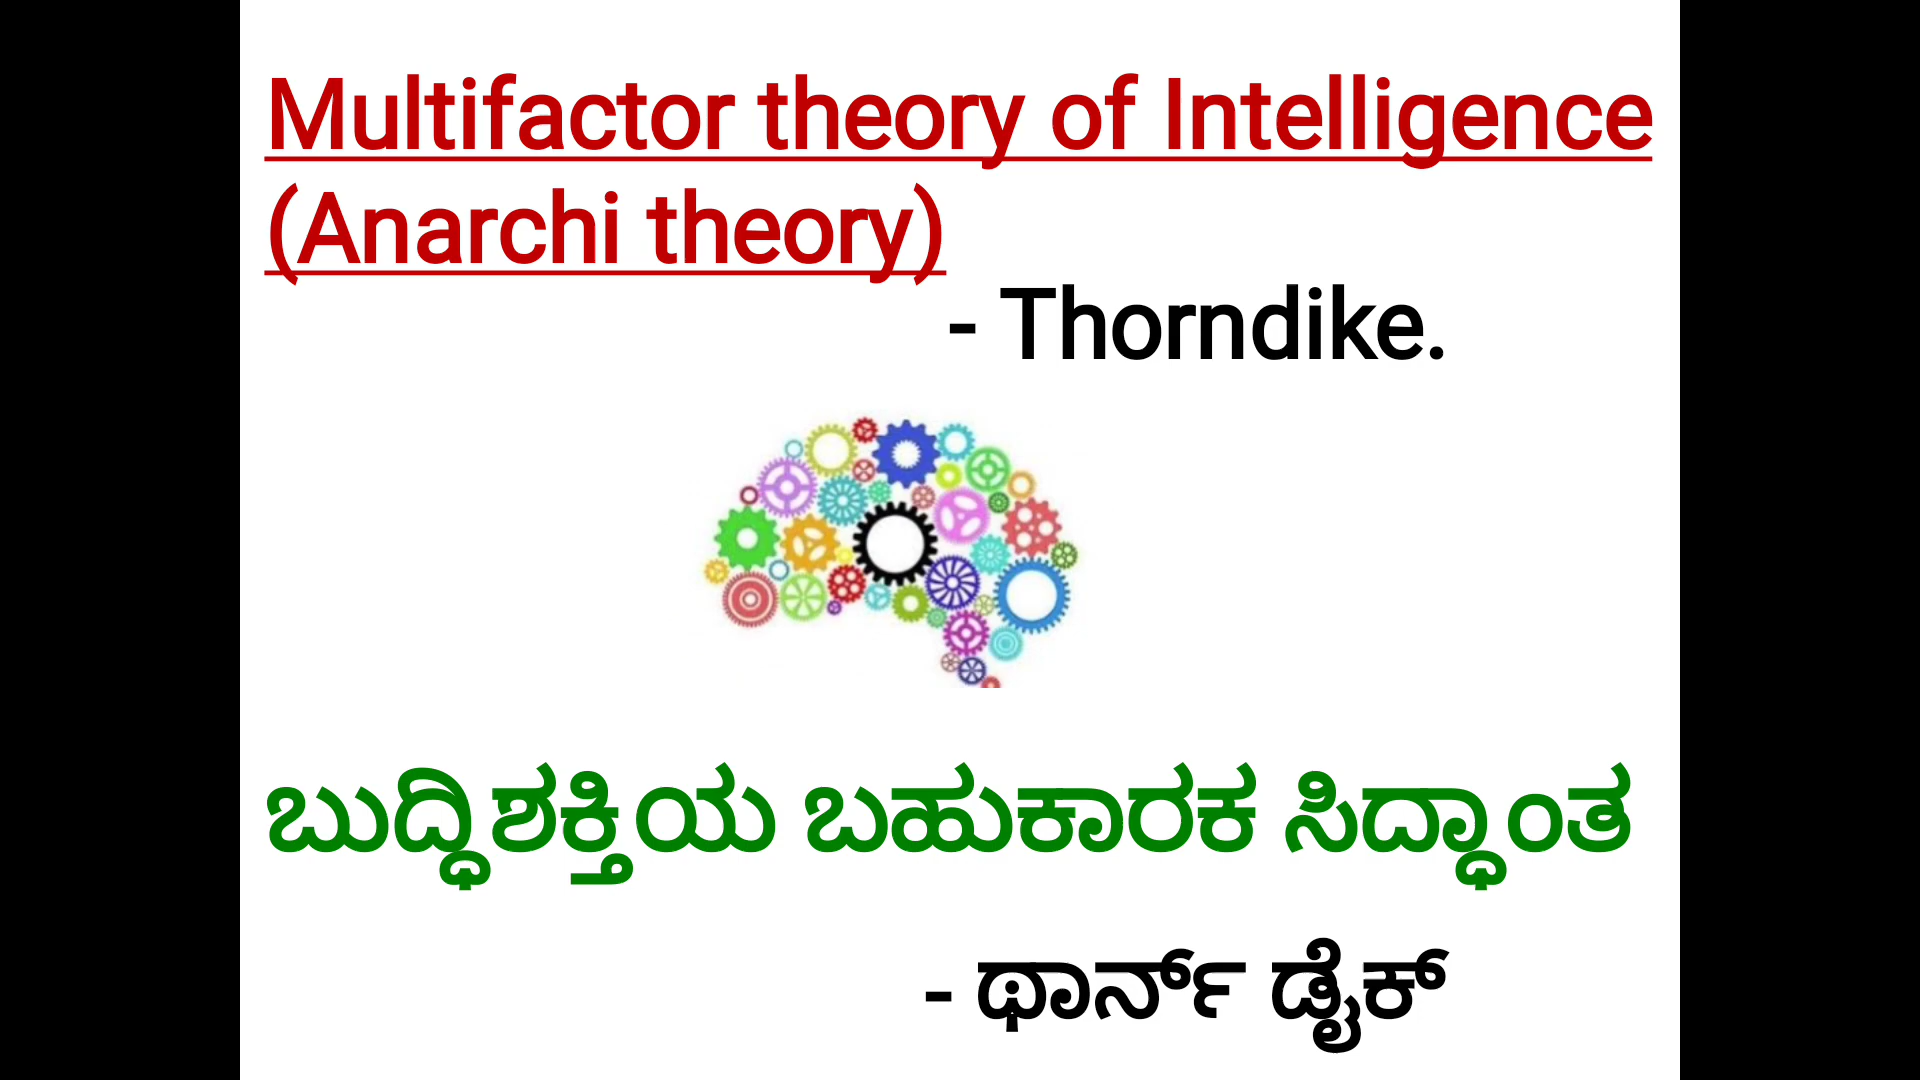 Multifactor theory of Intelligence
(Anarchi theory)
- Thorndike.
ಬುದ್ಧಿಶಕ್ತಿಯ ಬಹುಕಾರಕ ಸಿದ್ಧಾಂತ
- ಥಾರ್ನ್ ಡೈಕ್